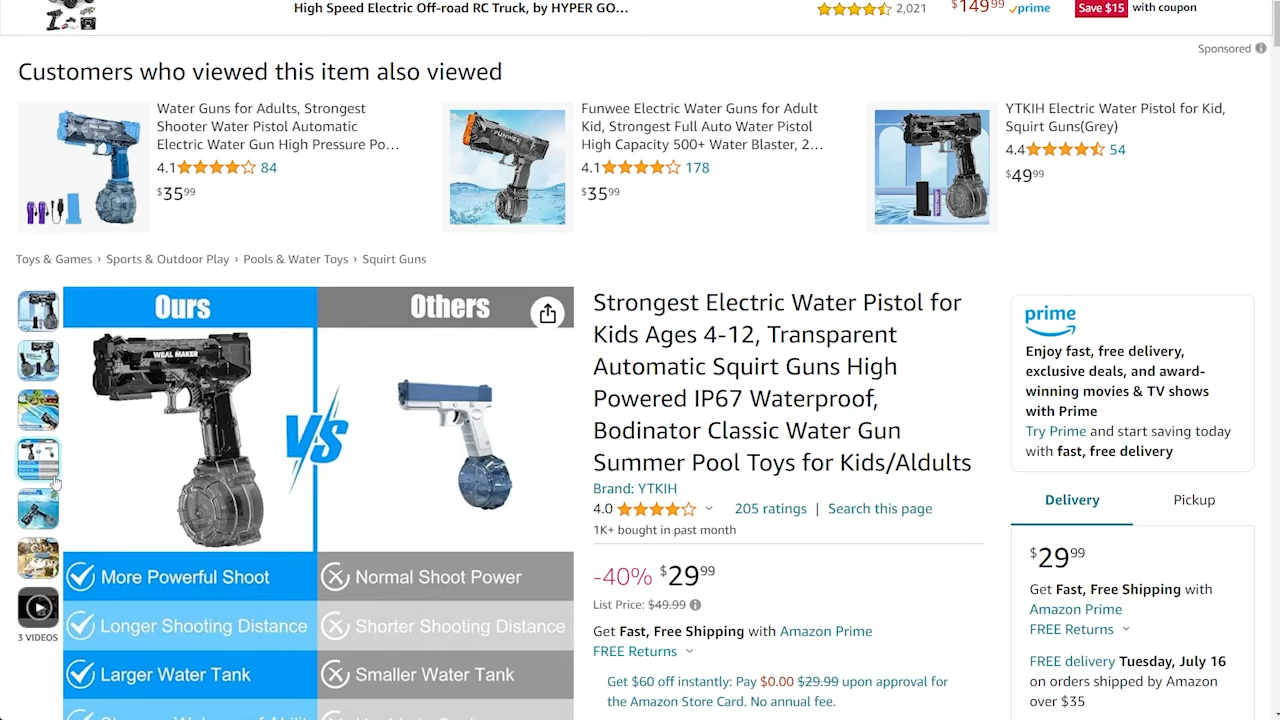 High Speed Electric Off-road RC Truck, by HYPER GO...
2,021
$149.99 prime
Save $15 with coupon
Sponsored
Customers who viewed this item also viewed
Water Guns for Adults, Strongest
Shooter Water Pistol Automatic
Electric Water Gun High Pressure Po...
4.1 84
$35.99
Funwee Electric Water Guns for Adult
Kid, Strongest Full Auto Water Pistol
High Capacity 500+ Water Blaster, 2...
4.1 178
$35.99
YTKIH Electric Water Pistol for Kid,
Squirt Guns(Grey)
4.4 54
$49.99
Toys & Games › Sports & Outdoor Play › Pools & Water Toys › Squirt Guns
3 VIDEOS
Ours
Others
WEAL MAKER
VS
More Powerful Shoot
Normal Shoot Power
Longer Shooting Distance
Shorter Shooting Distance
Larger Water Tank
Smaller Water Tank
Strongest Electric Water Pistol for
Kids Ages 4-12, Transparent
Automatic Squirt Guns High
Powered IP67 Waterproof,
Bodinator Classic Water Gun
Summer Pool Toys for Kids/Aldults
Brand: YTKIH
4.0 205 ratings | Search this page
1K+ bought in past month
-40% $29.99
List Price: $49.99
Get Fast, Free Shipping with Amazon Prime
FREE Returns
Get $60 off instantly: Pay $0.00 $29.99 upon approval for
the Amazon Store Card. No annual fee.
prime
Enjoy fast, free delivery,
exclusive deals, and award-
winning movies & TV shows
with Prime
Try Prime and start saving today
with fast, free delivery
Delivery
Pickup
$29.99
Get Fast, Free Shipping with
Amazon Prime
FREE Returns
FREE delivery Tuesday, July 16
on orders shipped by Amazon
over $35